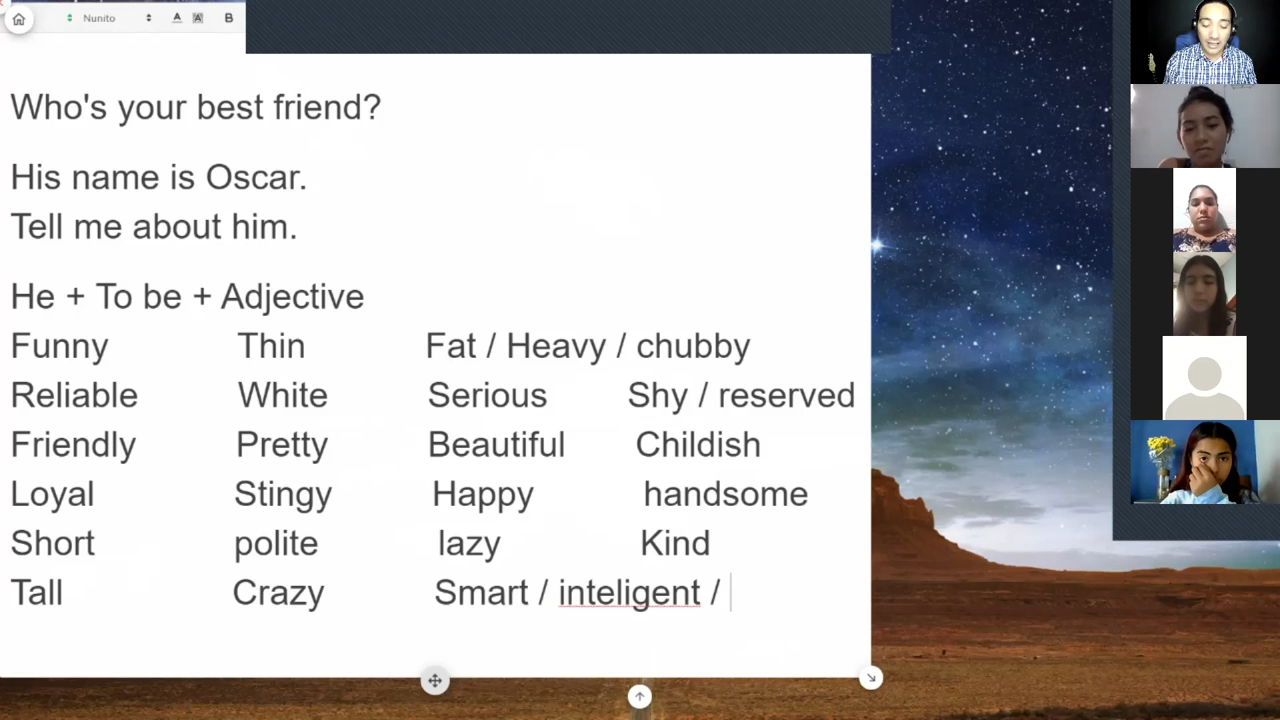 Nunito A A B
Who's your best friend?
His name is Oscar.
Tell me about him.
He + To be + Adjective
Funny Thin Fat / Heavy / chubby
Reliable White Serious Shy / reserved
Friendly Pretty Beautiful Childish
Loyal Stingy Happy handsome
Short polite lazy Kind
Tall Crazy Smart / inteligent /